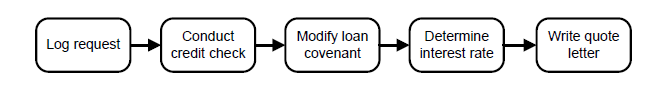 Log request
Conduct
credit check
Modify loan
covenant
Determine
interest rate
Write quote
letter